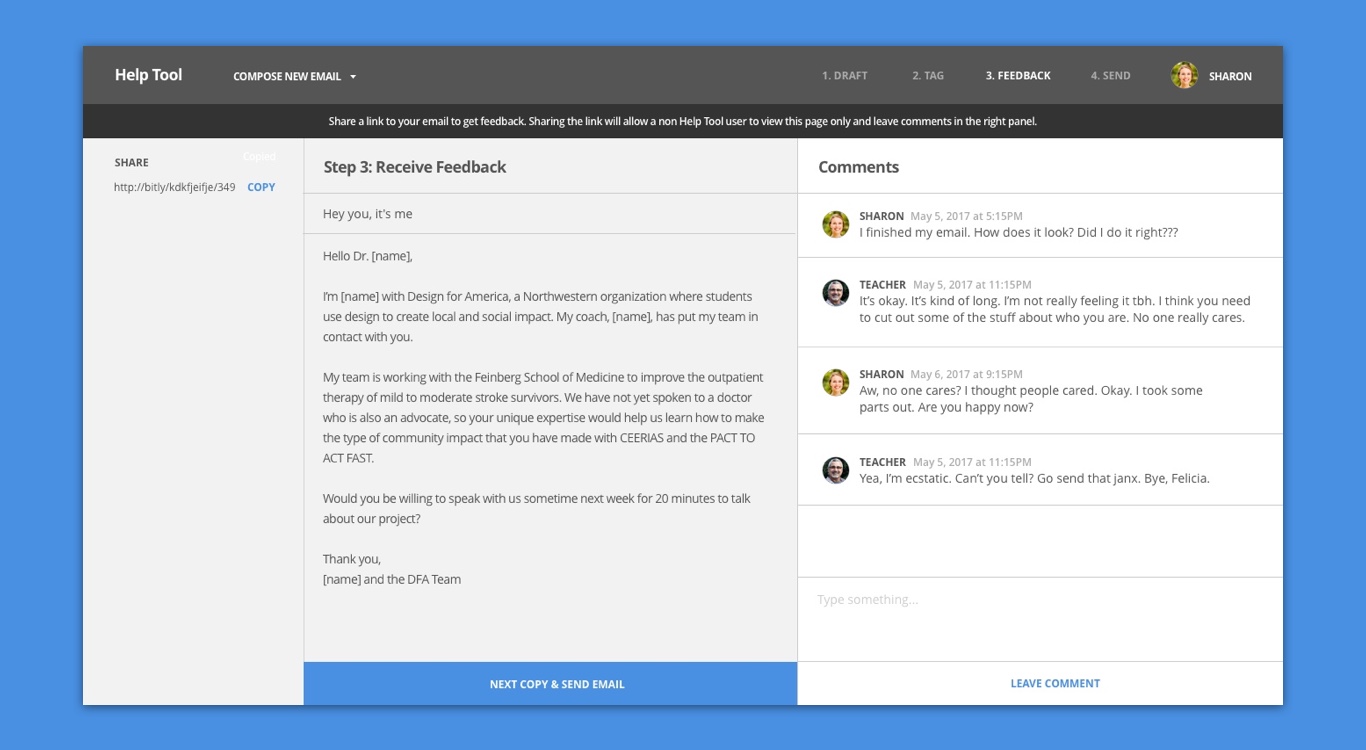 Help Tool
COMPOSE NEW EMAIL
1. DRAFT
2. TAG
3. FEEDBACK
4. SEND
SHARON
Share a link to your email to get feedback. Sharing the link will allow a non Help Tool user to view this page only and leave comments in the right panel.
SHARE
Copied
http://bitly/kdkfjeifje/349
COPY
Step 3: Receive Feedback
Hey you, it's me
Hello Dr. [name],
I’m [name] with Design for America, a Northwestern organization where students
use design to create local and social impact. My coach, [name], has put my team in
contact with you.
My team is working with the Feinberg School of Medicine to improve the outpatient
therapy of mild to moderate stroke survivors. We have not yet spoken to a doctor
who is also an advocate, so your unique expertise would help us learn how to make
the type of community impact that you have made with CEERIAS and the PACT TO
ACT FAST.
Would you be willing to speak with us sometime next week for 20 minutes to talk
about our project?
Thank you,
[name] and the DFA Team
NEXT COPY & SEND EMAIL
Comments
SHARON May 5, 2017 at 5:15PM
I finished my email. How does it look? Did I do it right???
TEACHER May 5, 2017 at 11:15PM
It’s okay. It’s kind of long. I’m not really feeling it tbh. I think you need
to cut out some of the stuff about who you are. No one really cares.
SHARON May 6, 2017 at 9:15PM
Aw, no one cares? I thought people cared. Okay. I took some
parts out. Are you happy now?
TEACHER May 5, 2017 at 11:15PM
Yea, I’m ecstatic. Can’t you tell? Go send that janx. Bye, Felicia.
Type something...
LEAVE COMMENT